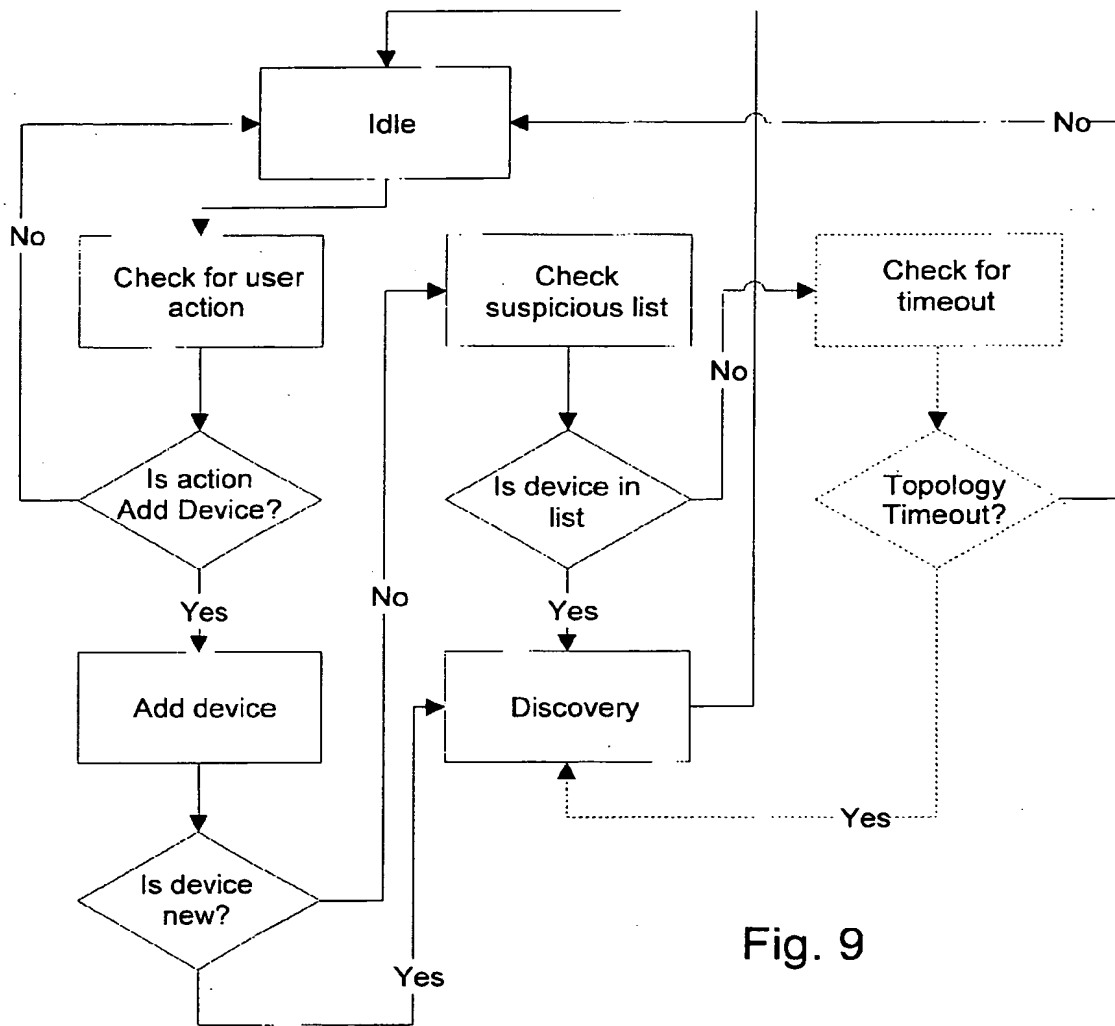 Idle
No
No
Check for user
action
Check
suspicious list
Check for
timeout
No
Is action
Add Device?
Is device in
list
Topology
Timeout?
Yes
No
Yes
Add device
Discovery
Yes
Is device
new?
Yes
Fig. 9